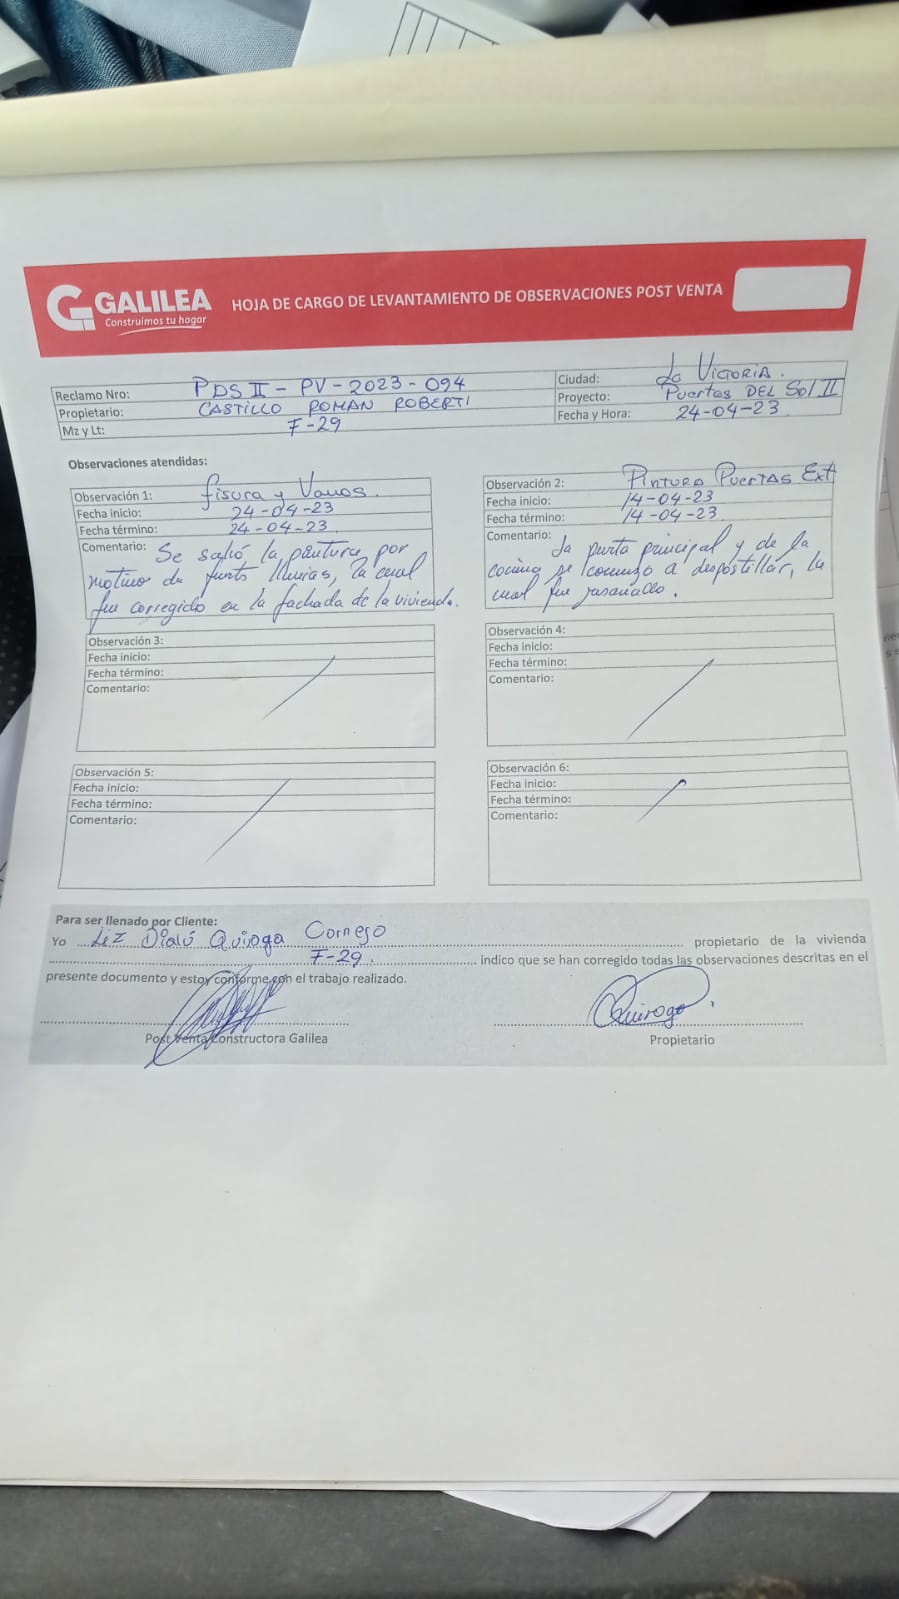 GALILEA
Construimos tu hogar
HOJA DE CARGO DE LEVANTAMIENTO DE OBSERVACIONES POST VENTA
Reclamo Nro: PDS II - PV - 2023 - 094
Propietario: CASTILLO ROMAN ROBERTI
Mz y Lt: F-29
Ciudad: La VICTORIA.
Proyecto: Puertas DEL Sol II
Fecha y Hora: 24-04-23
Observaciones atendidas:
Observación 1: fisura y Vanos.
Fecha inicio: 24-04-23
Fecha término: 24-04-23
Comentario: Se salió la pintura por
motivo de lluvias, la cual
fue corregido en la fachada de la vivienda.
Observación 2: PINTURA PUERTAS Ext
Fecha inicio: 14-04-23
Fecha término: 14-04-23
Comentario: La puerta principal y de la
cocina se comenzo a despostillar, la
cual fue
Observación 3:
Fecha inicio:
Fecha término:
Comentario:
Observación 4:
Fecha inicio:
Fecha término:
Comentario:
Observación 5:
Fecha inicio:
Fecha término:
Comentario:
Observación 6:
Fecha inicio:
Fecha término:
Comentario:
Para ser llenado por Cliente:
Yo Quiroga Cornejo propietario de la vivienda
F-29. indico que se han corregido todas las observaciones descritas en el
presente documento y estoy conforme con el trabajo realizado.
Quiroga
Post Venta Constructora Galilea
Propietario